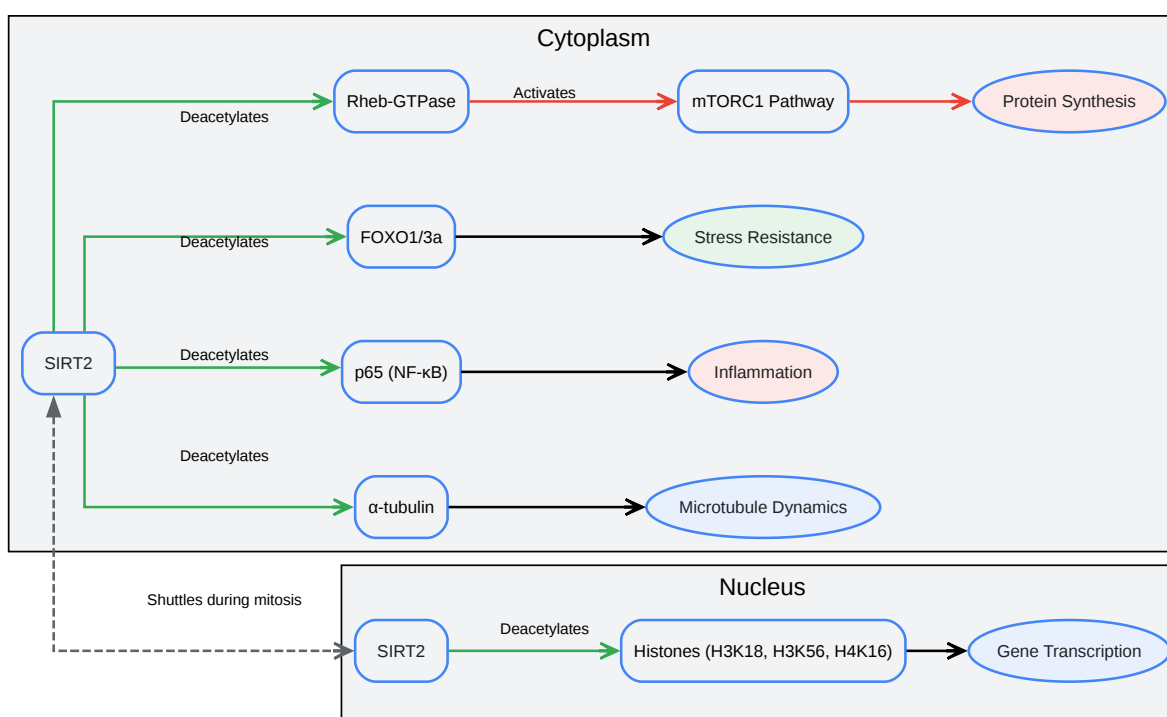 Cytoplasm
Rheb-GTPase
Activates
mTORC1 Pathway
Protein Synthesis
Deacetylates
Deacetylates
FOXO1/3a
Stress Resistance
SIRT2
Deacetylates
p65 (NF-κB)
Inflammation
Deacetylates
α-tubulin
Microtubule Dynamics
Shuttles during mitosis
Nucleus
SIRT2
Deacetylates
Histones (H3K18, H3K56, H4K16)
Gene Transcription